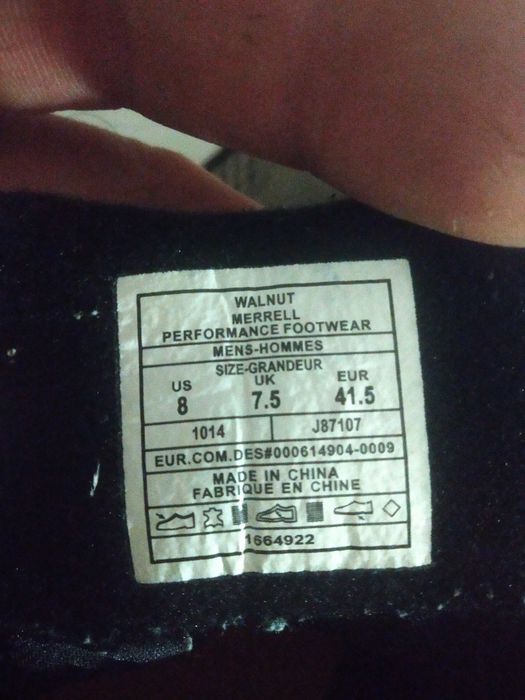 WALNUT
MERRELL
PERFORMANCE FOOTWEAR
MENS-HOMMES
SIZE-GRANDEUR
US UK EUR
8 7.5 41.5
1014 J87107
EUR.COM.DES#000614904-0009
MADE IN CHINA
FABRIQUE EN CHINE
1664922